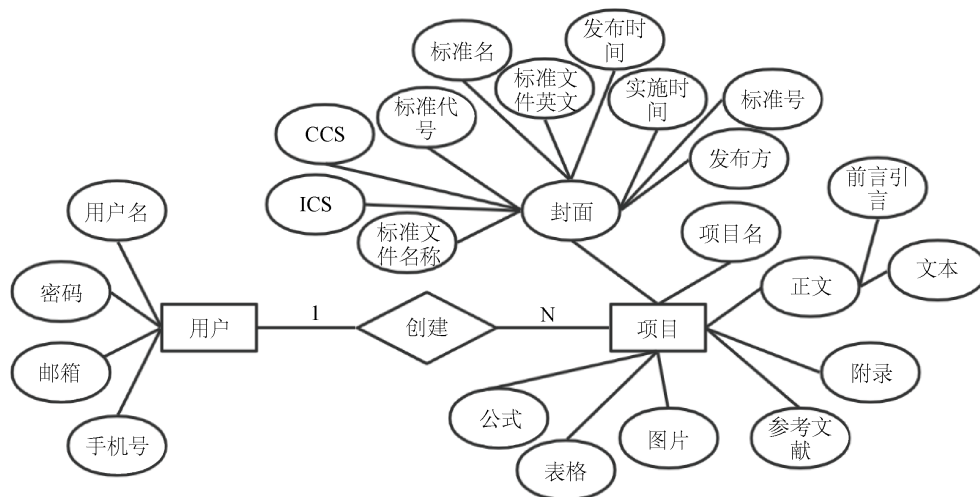 发布时
间
标准名
标准文
件英文
实施时
间
标准号
标准代
号
CCS
发布方
前言引
言
ICS
封面
用户名
标准文
件名称
项目名
文本
正文
密码
用户
1
创建
N
项目
邮箱
附录
公式
手机号
图片
参考文
献
表格